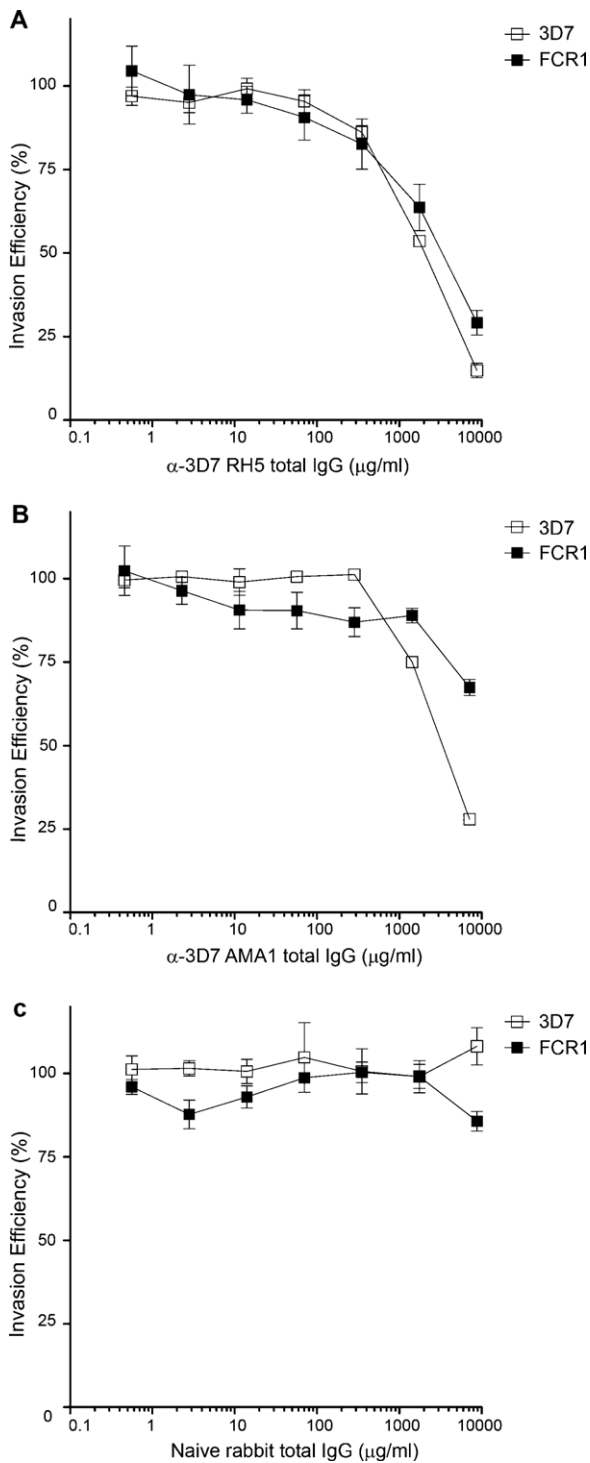 A
3D7
FCR1
Invasion Efficiency (%)
100
75
50
25
0
0.1 1 10 100 1000 10000
α-3D7 RH5 total IgG (μg/ml)
B
3D7
FCR1
Invasion Efficiency (%)
100
75
50
25
0
0.1 1 10 100 1000 10000
α-3D7 AMA1 total IgG (μg/ml)
c
3D7
FCR1
Invasion Efficiency (%)
100
75
50
25
0
0.1 1 10 100 1000 10000
Naive rabbit total IgG (μg/ml)